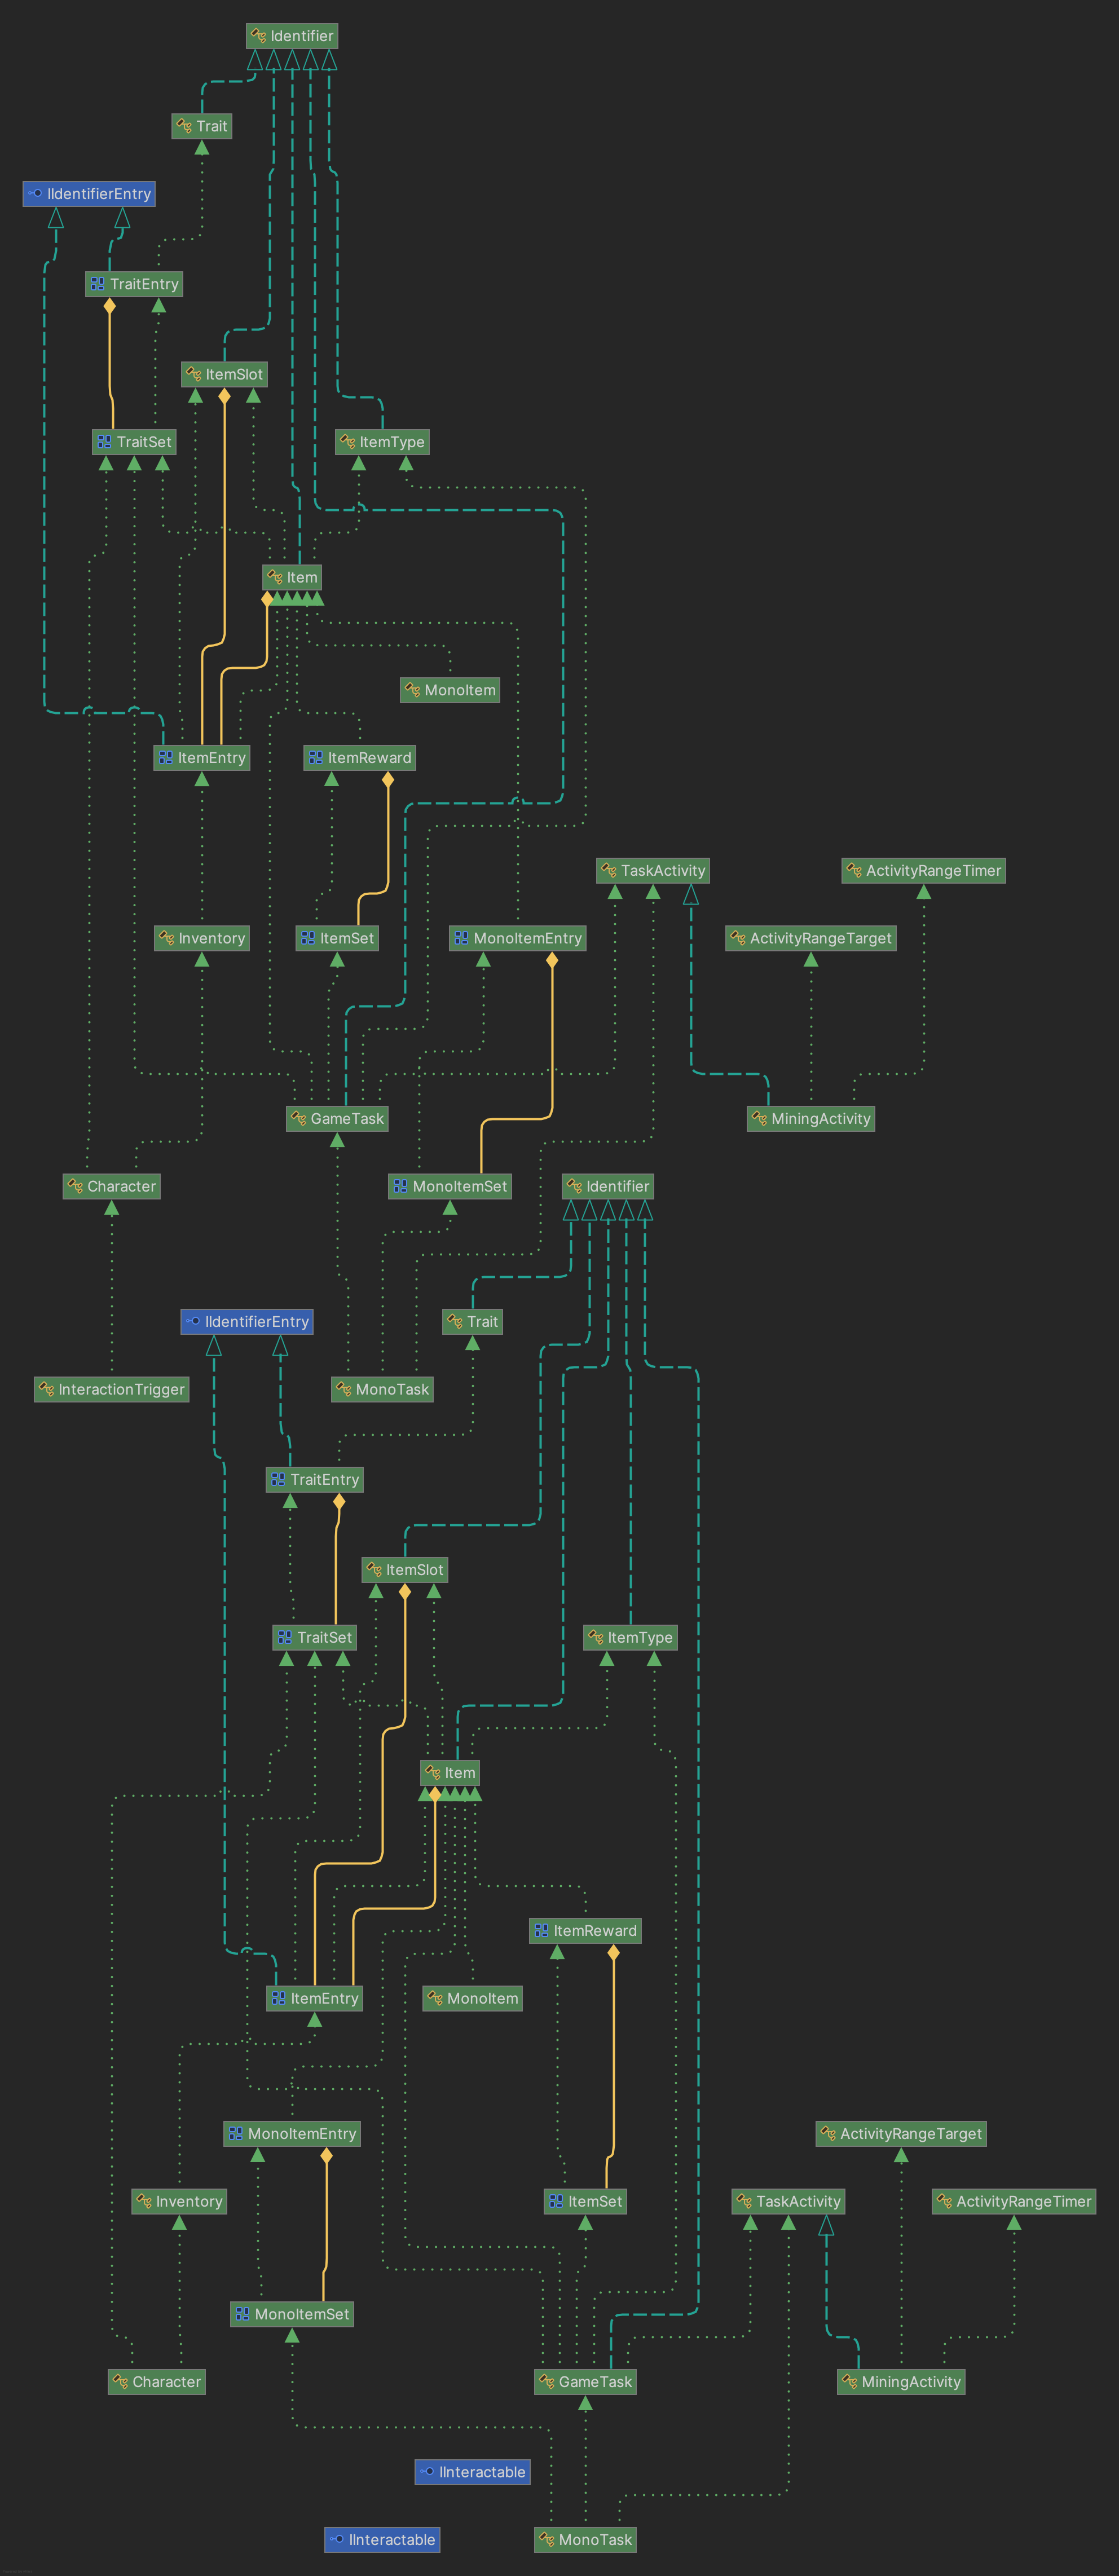 Identifier
Trait
IIdentifierEntry
TraitEntry
ItemSlot
TraitSet
ItemType
Item
MonoItem
ItemEntry
ItemReward
TaskActivity
ActivityRangeTimer
Inventory
ItemSet
MonoItemEntry
ActivityRangeTarget
GameTask
MiningActivity
Character
MonoItemSet
Identifier
IIdentifierEntry
Trait
InteractionTrigger
MonoTask
TraitEntry
ItemSlot
TraitSet
ItemType
Item
ItemReward
ItemEntry
MonoItem
MonoItemEntry
ActivityRangeTarget
Inventory
ItemSet
TaskActivity
ActivityRangeTimer
MonoItemSet
Character
GameTask
MiningActivity
IInteractable
IInteractable
MonoTask